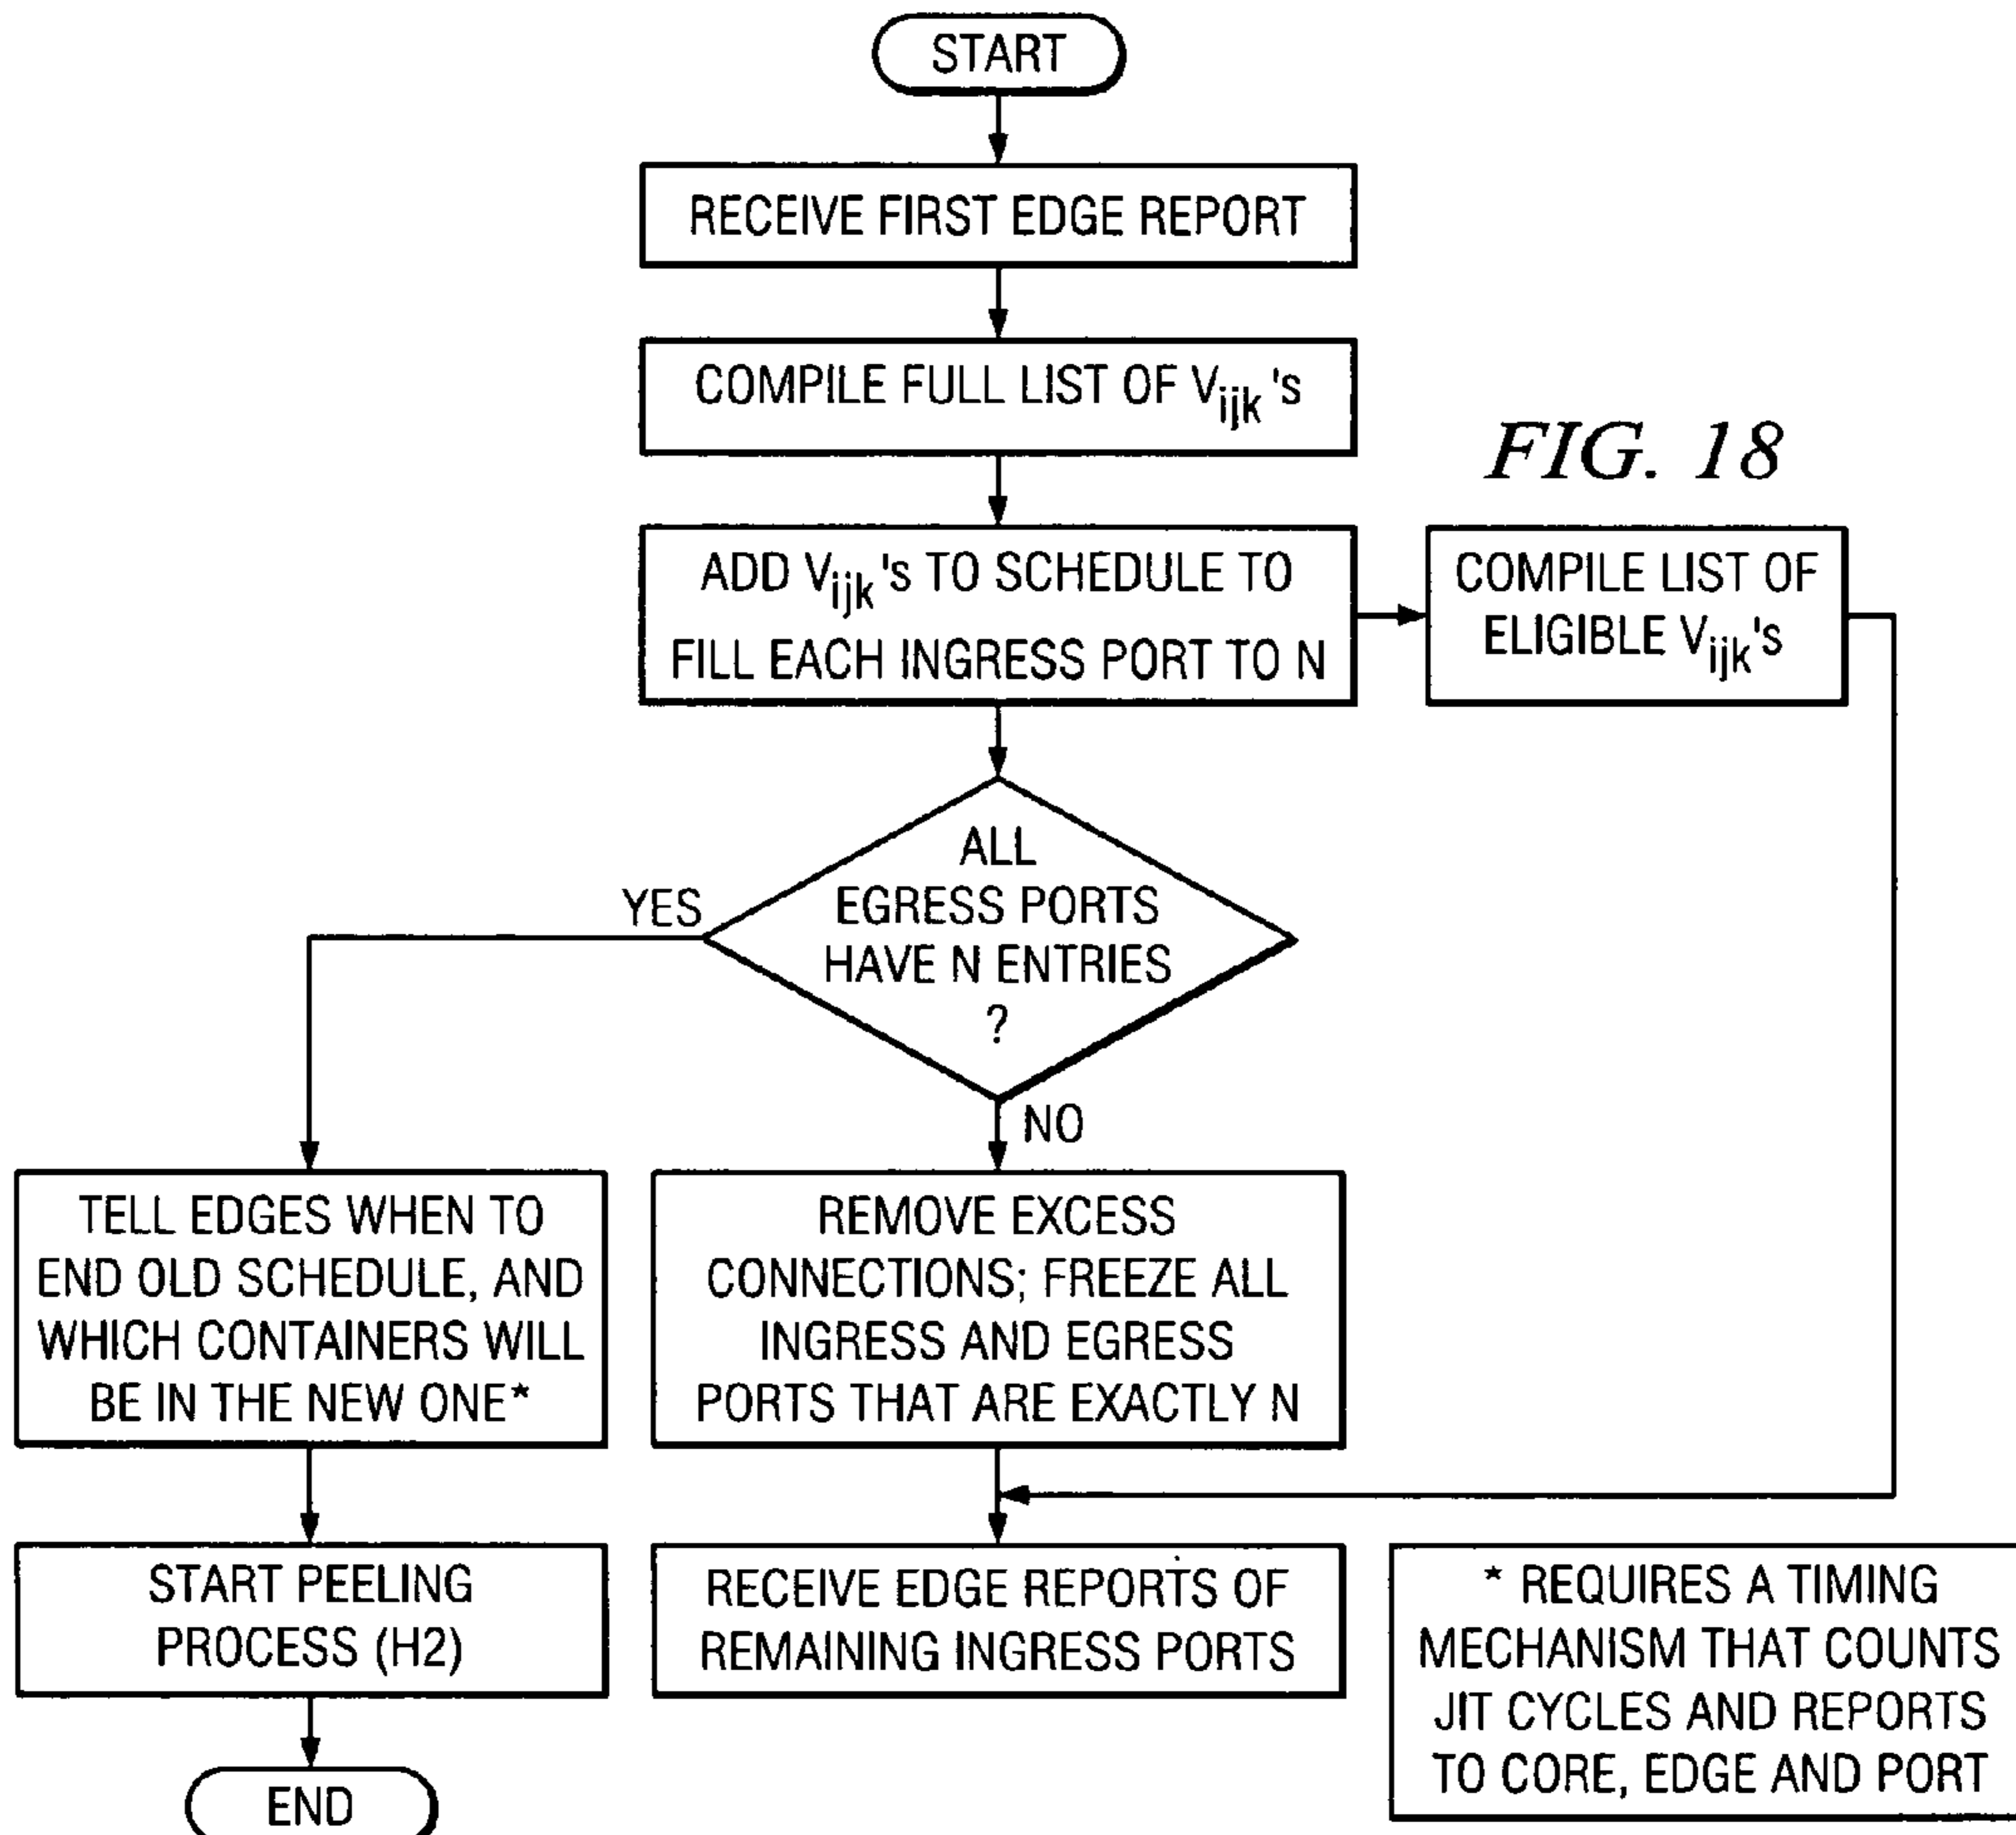 START
RECEIVE FIRST EDGE REPORT
COMPILE FULL LIST OF Vijk's
FIG. 18
ADD Vijk's TO SCHEDULE TO
FILL EACH INGRESS PORT TO N
COMPILE LIST OF
ELIGIBLE Vijk's
ALL
EGRESS PORTS
HAVE N ENTRIES
?
YES
NO
TELL EDGES WHEN TO
END OLD SCHEDULE, AND
WHICH CONTAINERS WILL
BE IN THE NEW ONE*
REMOVE EXCESS
CONNECTIONS; FREEZE ALL
INGRESS AND EGRESS
PORTS THAT ARE EXACTLY N
START PEELING
PROCESS (H2)
RECEIVE EDGE REPORTS OF
REMAINING INGRESS PORTS
* REQUIRES A TIMING
MECHANISM THAT COUNTS
JIT CYCLES AND REPORTS
TO CORE, EDGE AND PORT
END